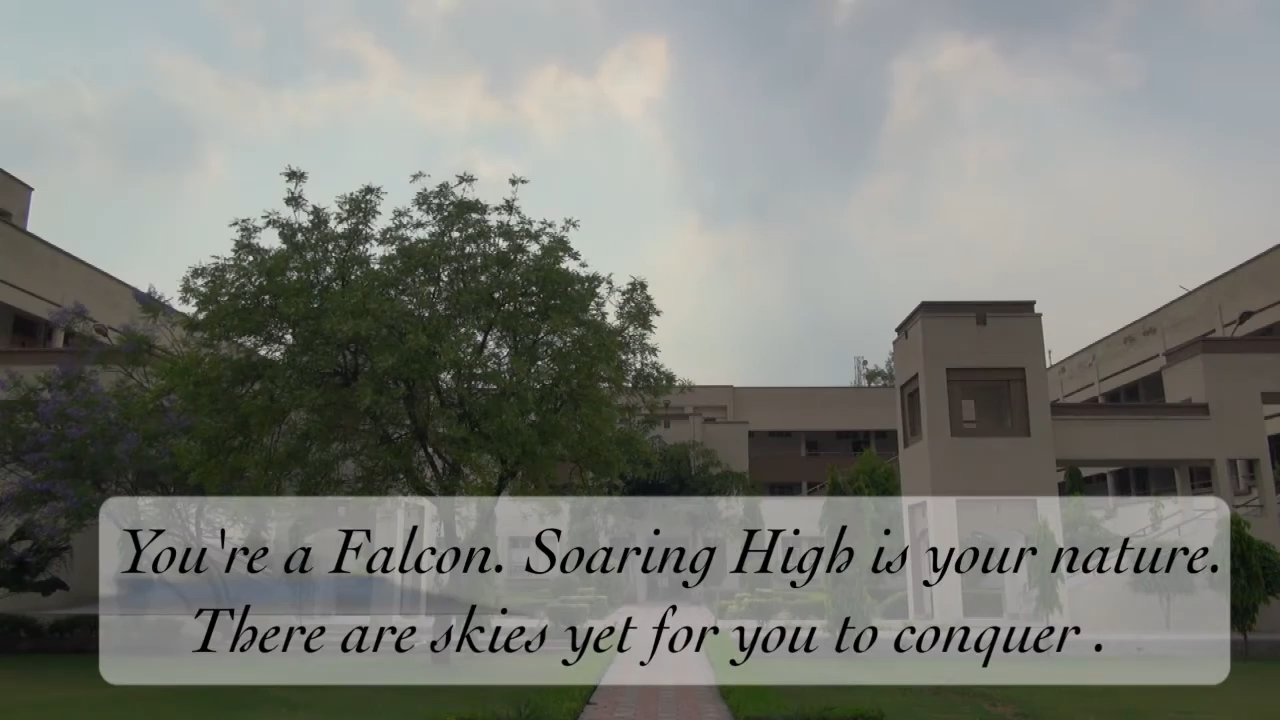 You're a Falcon. Soaring High is your nature.
There are skies yet for you to conquer .